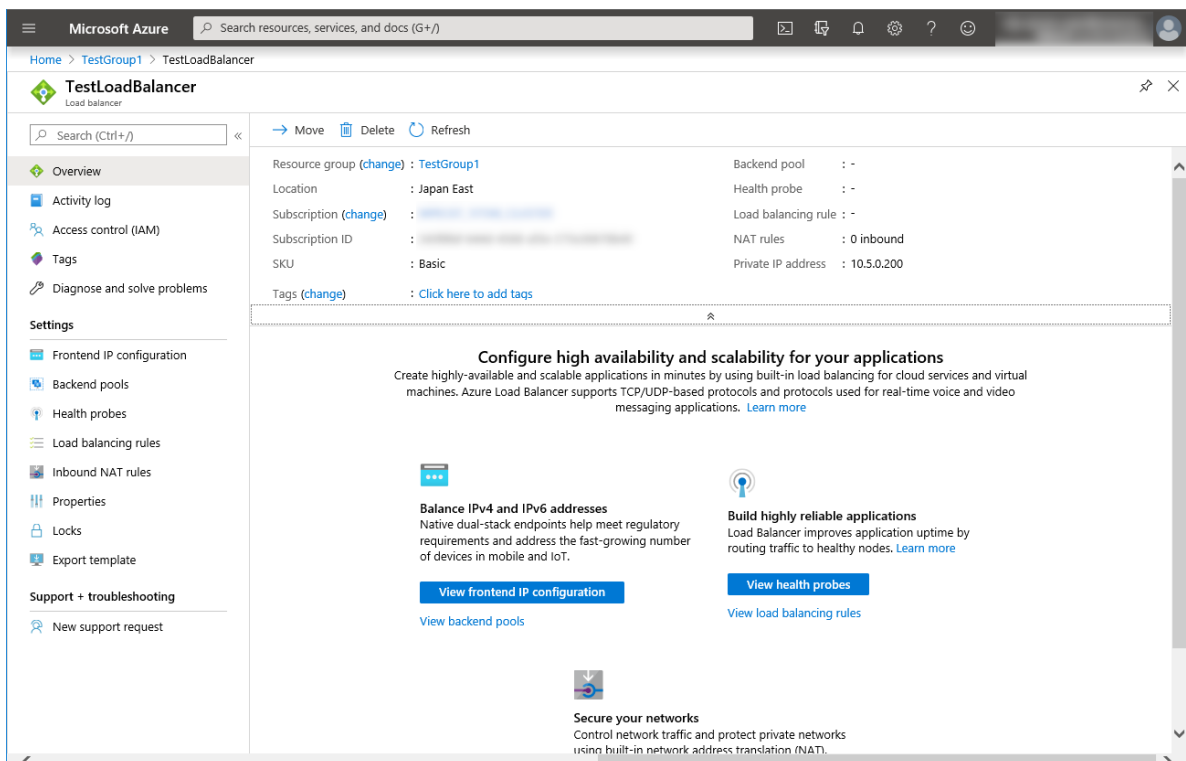 Microsoft Azure
Search resources, services, and docs (G+/)
Home > TestGroup1 > TestLoadBalancer
TestLoadBalancer
Load balancer
Search (Ctrl+/)
«
Overview
Activity log
Access control (IAM)
Tags
Diagnose and solve problems
Settings
Frontend IP configuration
Backend pools
Health probes
Load balancing rules
Inbound NAT rules
Properties
Locks
Export template
Support + troubleshooting
New support request
Move Delete Refresh
Resource group (change) : TestGroup1
Location : Japan East
Subscription (change) :
Subscription ID :
SKU : Basic
Tags (change) : Click here to add tags
Backend pool : -
Health probe : -
Load balancing rule : -
NAT rules : 0 inbound
Private IP address : 10.5.0.200
Configure high availability and scalability for your applications
Create highly-available and scalable applications in minutes by using built-in load balancing for cloud services and virtual
machines. Azure Load Balancer supports TCP/UDP-based protocols and protocols used for real-time voice and video
messaging applications. Learn more
Balance IPv4 and IPv6 addresses
Native dual-stack endpoints help meet regulatory
requirements and address the fast-growing number
of devices in mobile and IoT.
View frontend IP configuration
View backend pools
Build highly reliable applications
Load Balancer improves application uptime by
routing traffic to healthy nodes. Learn more
View health probes
View load balancing rules
Secure your networks
Control network traffic and protect private networks
using built-in network address translation (NAT).